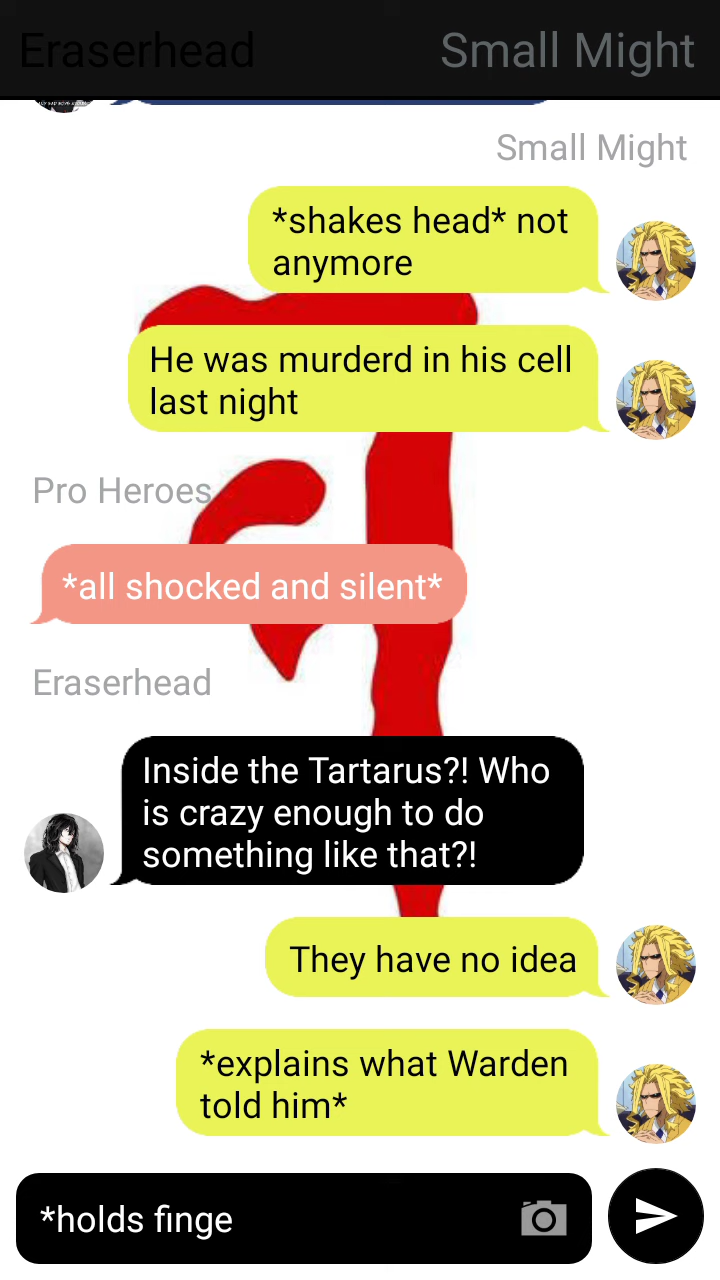 Eraserhead
Small Might
Small Might
*shakes head* not
anymore
He was murderd in his cell
last night
Pro Heroes
*all shocked and silent*
Eraserhead
Inside the Tartarus?! Who
is crazy enough to do
something like that?!
They have no idea
*explains what Warden
told him*
*holds finge